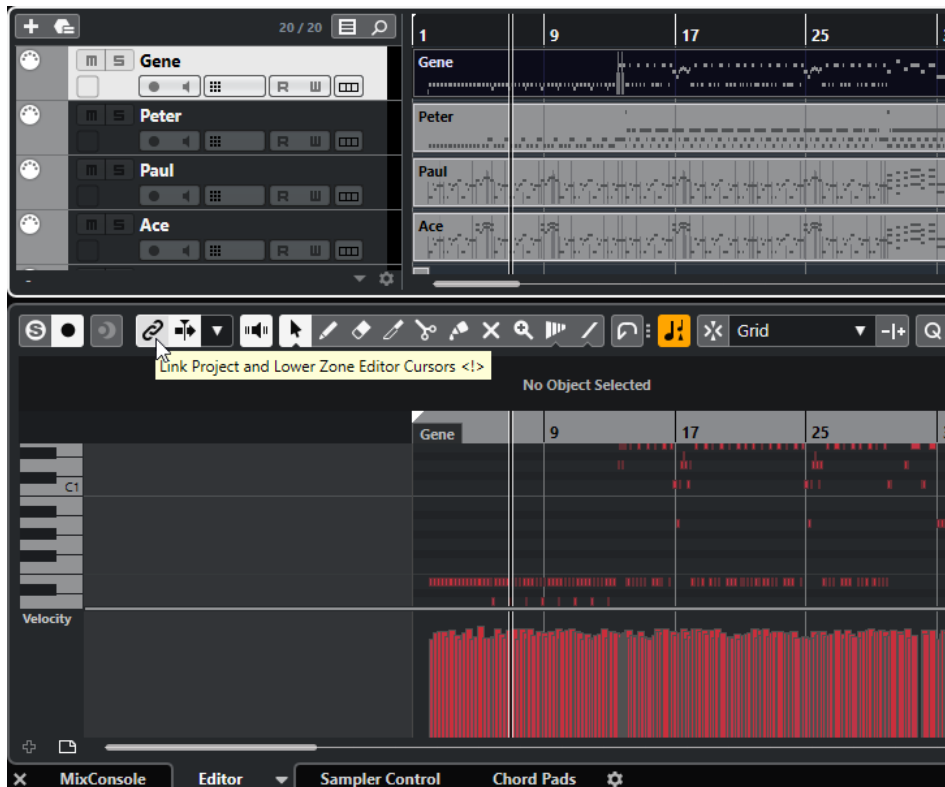 20 / 20
1 9 17 25
m S Gene
Gene
R W
m S Peter
Peter
R W
m S Paul
Paul
R W
m S Ace
Ace
R W
-
S Grid Q
Link Project and Lower Zone Editor Cursors <!>
No Object Selected
Gene 9 17 25
C1
Velocity
MixConsole Editor Sampler Control Chord Pads